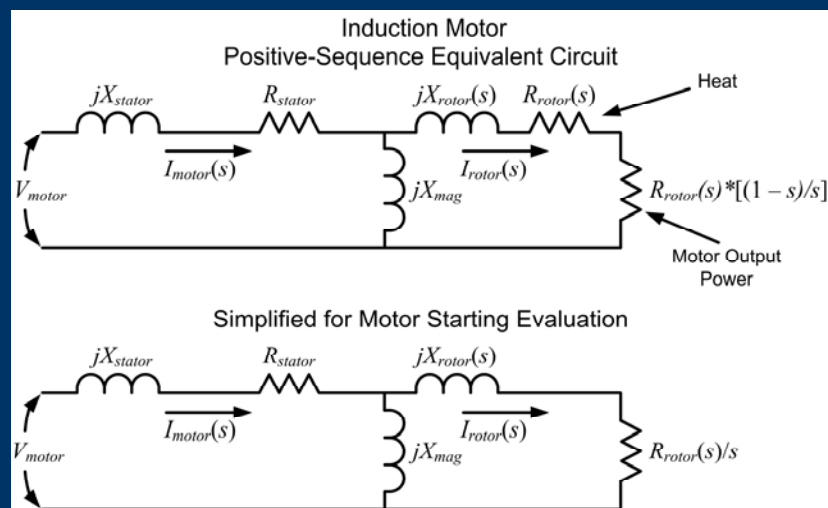 Induction Motor
Positive-Sequence Equivalent Circuit
jXstator
Rstator
jXrotor(s)
Rrotor(s)
Heat
Imotor(s)
Irotor(s)
Vmotor
jXmag
Rrotor(s)*[(1 – s)/s]
Motor Output
Power
Simplified for Motor Starting Evaluation
jXstator
Rstator
jXrotor(s)
Imotor(s)
Irotor(s)
Vmotor
jXmag
Rrotor(s)/s